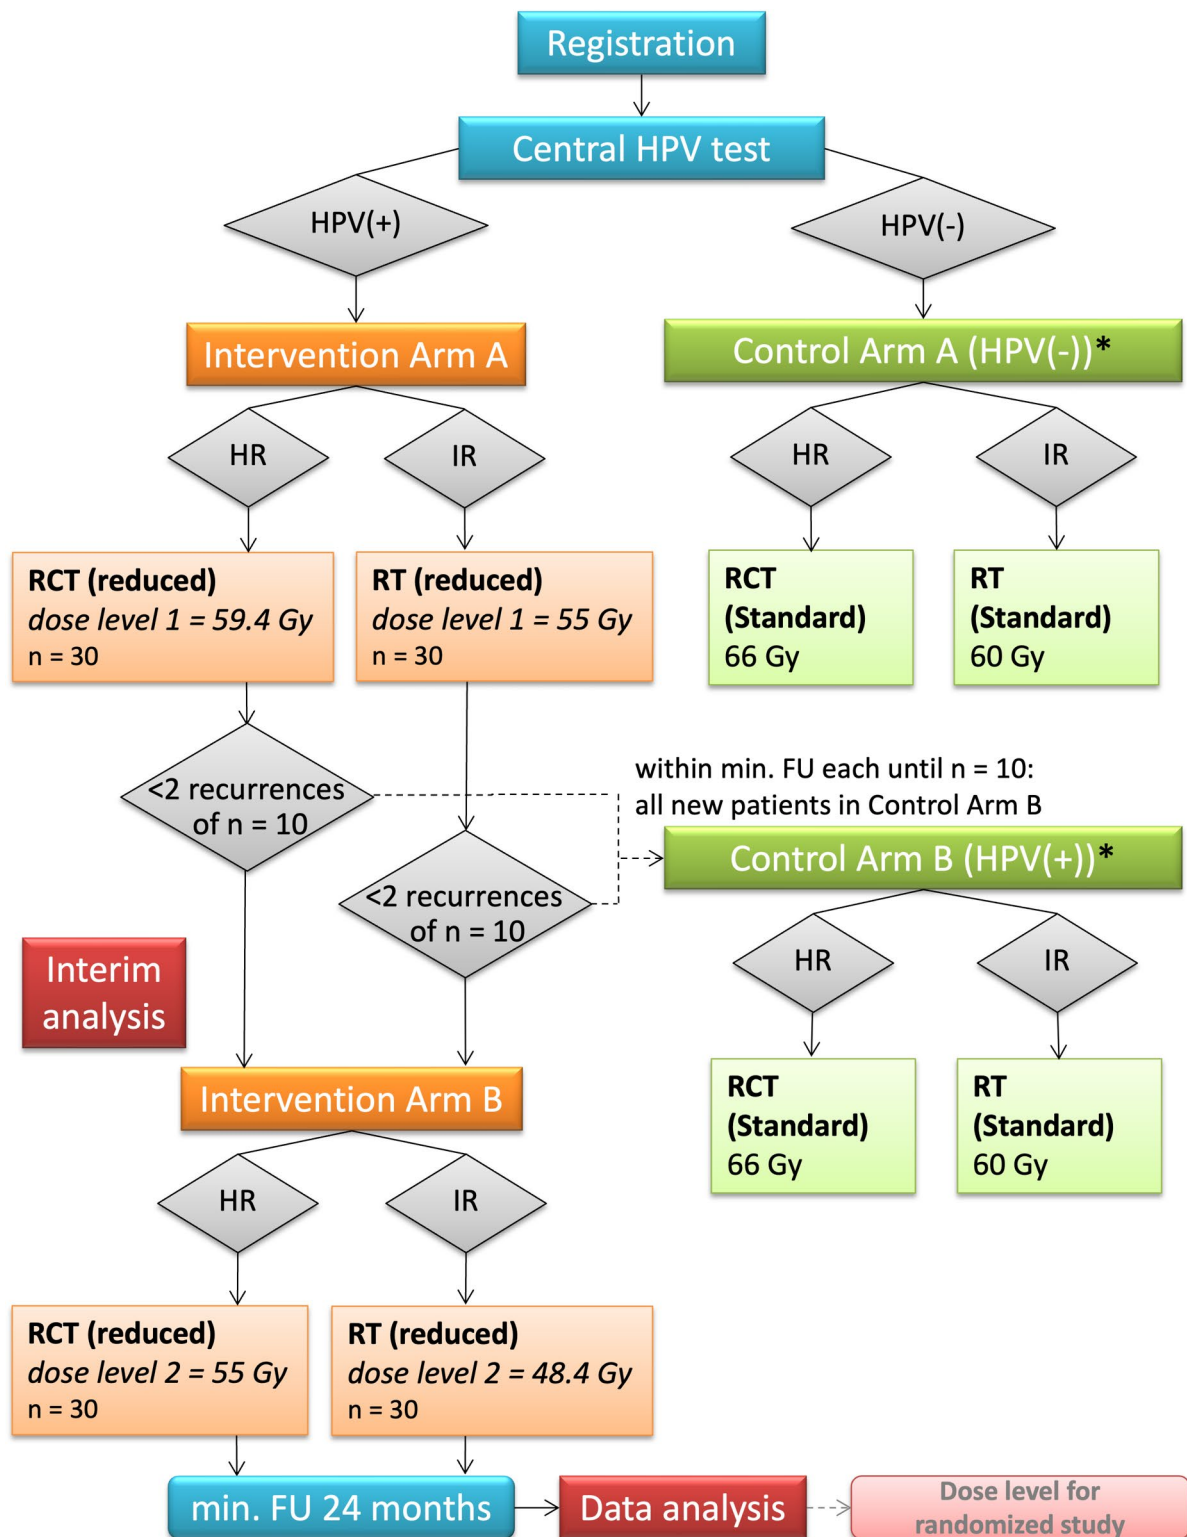 Registration
Central HPV test
HPV(+)
HPV(-)
Intervention Arm A
Control Arm A (HPV(-))*
HR
IR
HR
IR
RCT (reduced)
dose level 1 = 59.4 Gy
n = 30
RT (reduced)
dose level 1 = 55 Gy
n = 30
RCT
(Standard)
66 Gy
RT
(Standard)
60 Gy
<2 recurrences
of n = 10
within min. FU each until n = 10:
all new patients in Control Arm B
<2 recurrences
of n = 10
Control Arm B (HPV(+))*
HR
IR
Interim
analysis
RCT
(Standard)
66 Gy
RT
(Standard)
60 Gy
Intervention Arm B
HR
IR
RCT (reduced)
dose level 2 = 55 Gy
n = 30
RT (reduced)
dose level 2 = 48.4 Gy
n = 30
min. FU 24 months
Data analysis
Dose level for
randomized study